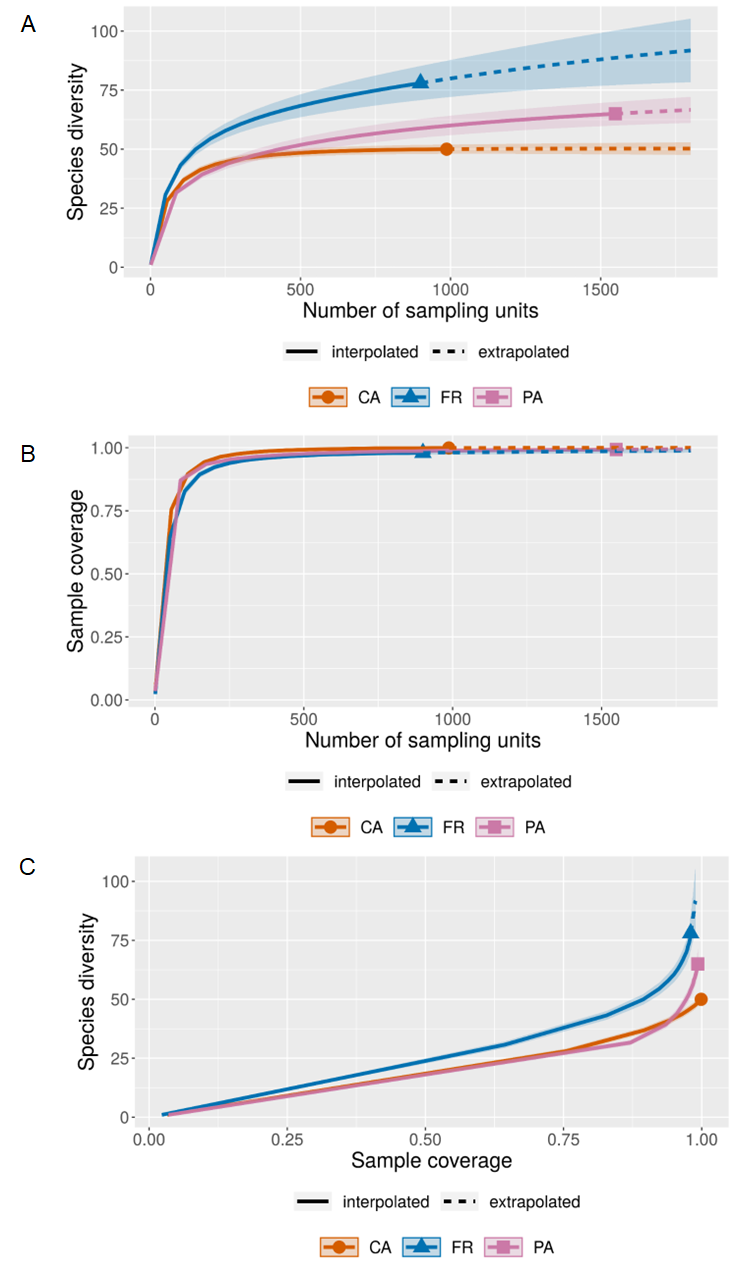 A
Species diversity
100
75
50
25
0
0 500 1000 1500
Number of sampling units
interpolated extrapolated
CA FR PA
B
Sample coverage
1.00
0.75
0.50
0.25
0.00
0 500 1000 1500
Number of sampling units
interpolated extrapolated
CA FR PA
C
Species diversity
100
75
50
25
0
0.00 0.25 0.50 0.75 1.00
Sample coverage
interpolated extrapolated
CA FR PA